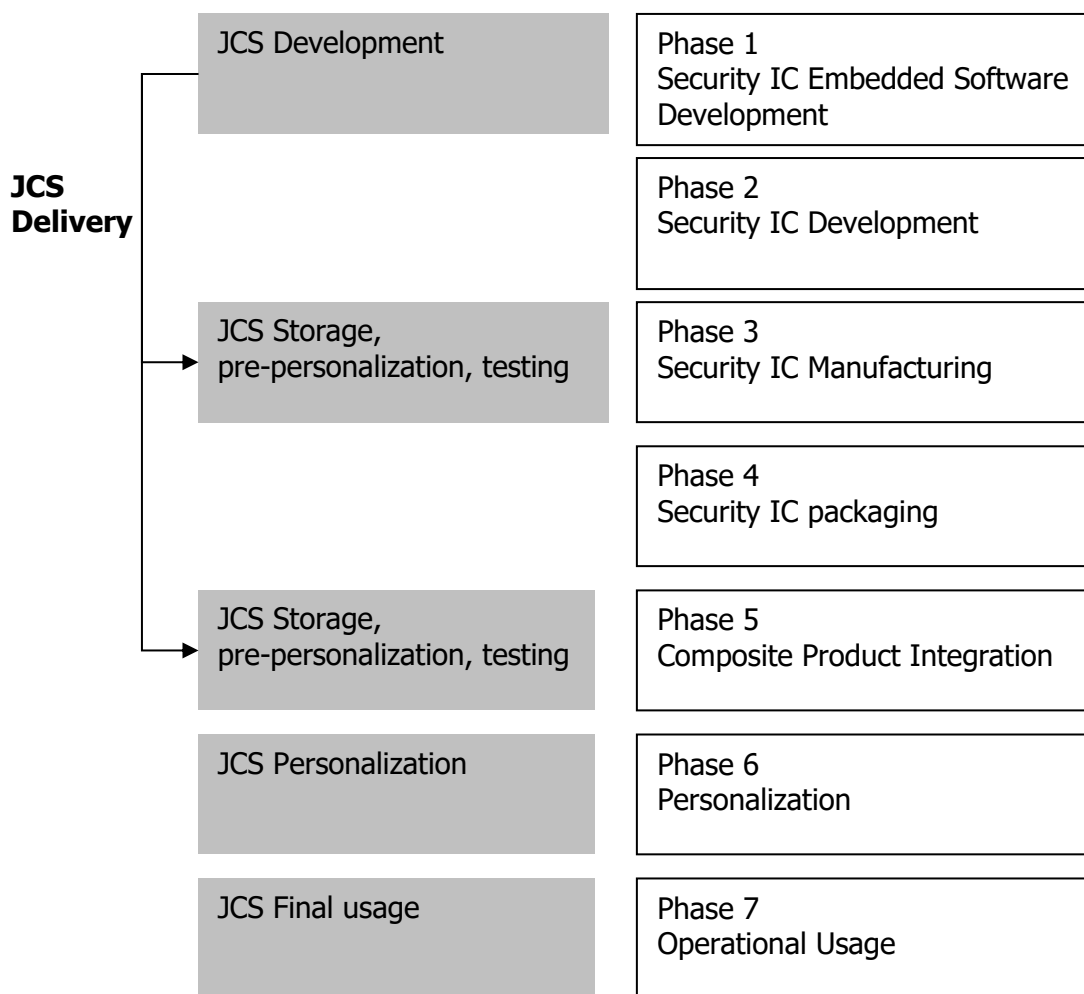 JCS Development
Phase 1
Security IC Embedded Software
Development
JCS
Delivery
Phase 2
Security IC Development
JCS Storage,
pre-personalization, testing
Phase 3
Security IC Manufacturing
Phase 4
Security IC packaging
JCS Storage,
pre-personalization, testing
Phase 5
Composite Product Integration
JCS Personalization
Phase 6
Personalization
JCS Final usage
Phase 7
Operational Usage